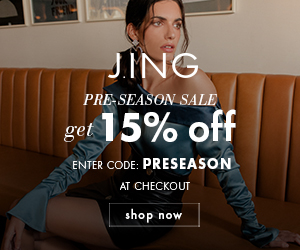 J.ING
PRE-SEASON SALE
get 15% off
ENTER CODE: PRESEASON
AT CHECKOUT
shop now